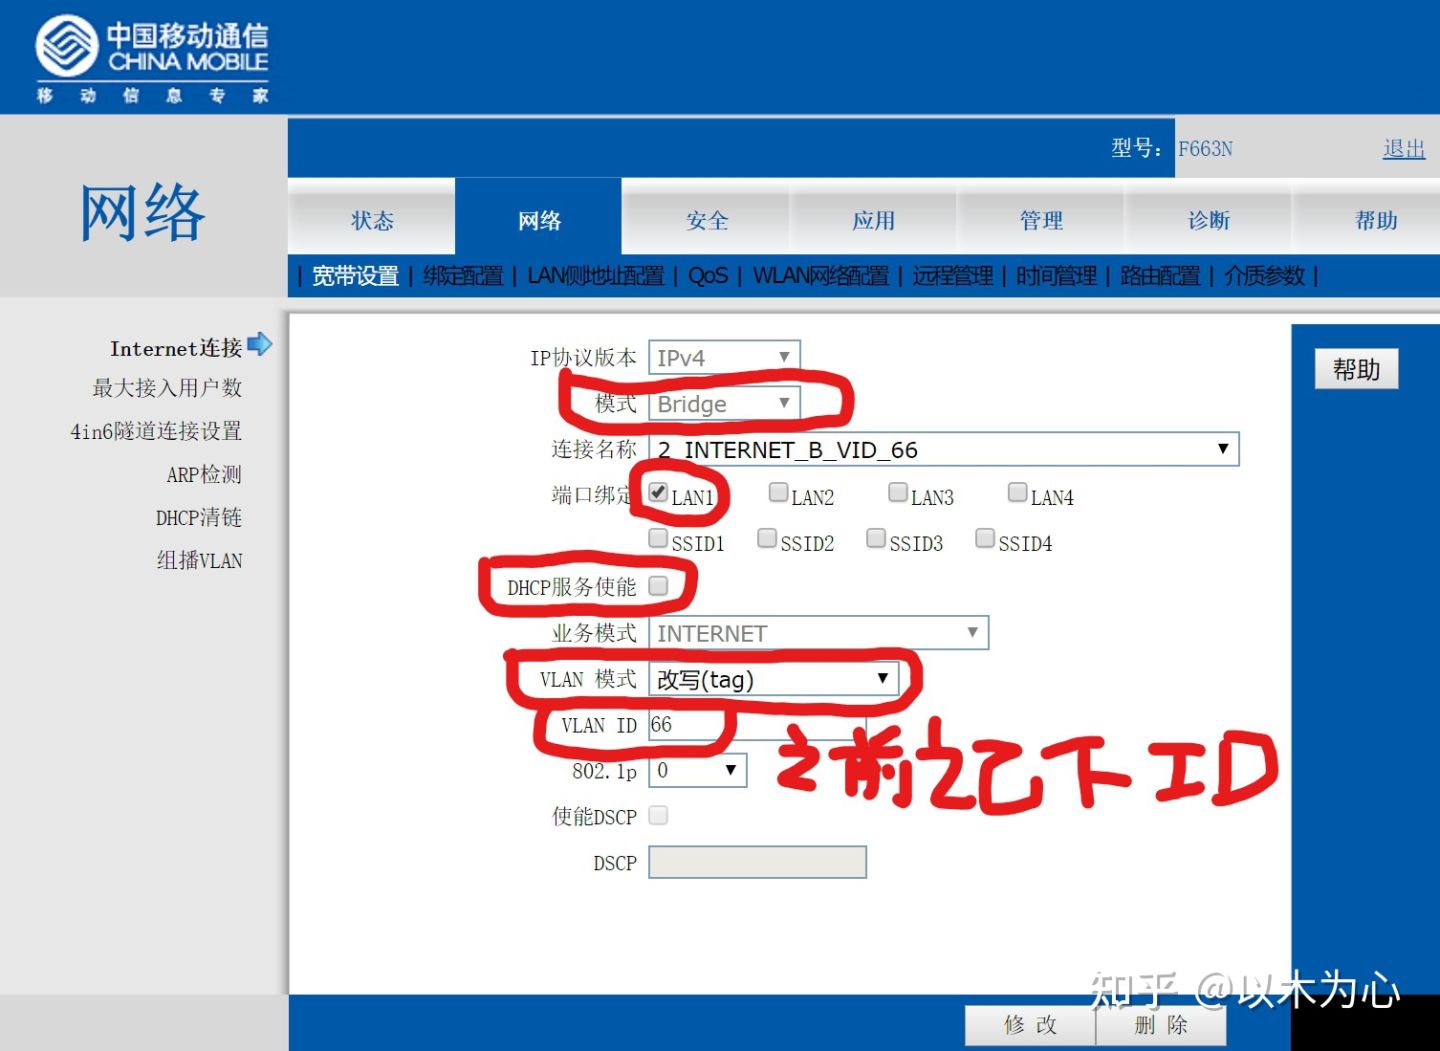 中国移动通信
CHINA MOBILE
移动信息专家
型号： F663N 退出
网络
状态 网络 安全 应用 管理 诊断 帮助
| 宽带设置 | 绑定配置 | LAN侧地址配置 | QoS | WLAN网络配置 | 远程管理 | 时间管理 | 路由配置 | 介质参数 |
Internet连接
最大接入用户数
4in6隧道连接设置
ARP检测
DHCP清链
组播VLAN
IP协议版本 IPv4
模式 Bridge
连接名称 2_INTERNET_B_VID_66
端口绑定 LAN1 LAN2 LAN3 LAN4
SSID1 SSID2 SSID3 SSID4
DHCP服务使能
业务模式 INTERNET
VLAN 模式 改写(tag)
VLAN ID 66
之前记下ID
802.1p 0
使能DSCP
DSCP
帮助
知乎 @以木为心
修改 删除